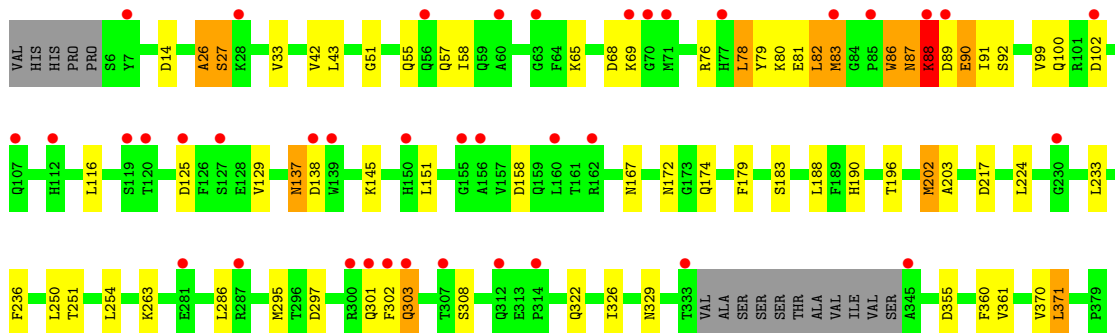 VAL HIS HIS PRO PRO S6 Y7 D14 A26 S27 K28 V33 V42 L43 G51 Q55 Q56 Q57 I58 Q59 A60 G63 F64 K65 D68 K69 G70 M71 R76 H77 L78 Y79 K80 E81 L82 M83 G84 P85 W86 N87 K88 D89 E90 I91 S92 V99 Q100 R101 D102
Q107 H112 L116 S119 T120 D125 F126 S127 E128 V129 N137 D138 W139 K145 H150 L151 G155 A156 V157 D158 Q159 L160 T161 R162 N167 N172 G173 Q174 F179 S183 L188 F189 H190 T196 M202 A203 D217 L224 G230 L233
F236 L250 T251 L254 K263 E281 L286 R287 M295 T296 D297 R300 Q301 F302 Q303 T307 S308 Q312 E313 P314 Q322 I326 N329 T333 VAL ALA SER SER SER THR ALA VAL ILE VAL SER A345 D355 F360 V361 V370 L371 P379